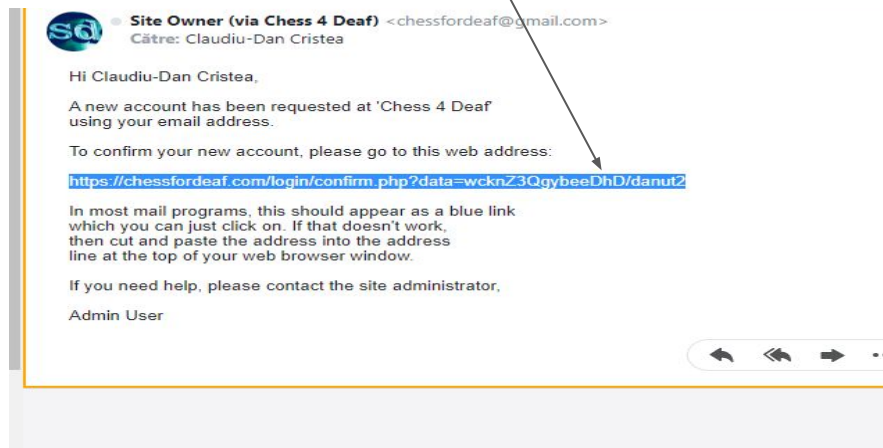 sd
Site Owner (via Chess 4 Deaf) <chessfordeaf@gmail.com>
Către: Claudiu-Dan Cristea
Hi Claudiu-Dan Cristea,
A new account has been requested at 'Chess 4 Deaf'
using your email address.
To confirm your new account, please go to this web address:
https://chessfordeaf.com/login/confirm.php?data=wcknZ3QgybeeDhD/danut2
In most mail programs, this should appear as a blue link
which you can just click on. If that doesn't work,
then cut and paste the address into the address
line at the top of your web browser window.
If you need help, please contact the site administrator,
Admin User